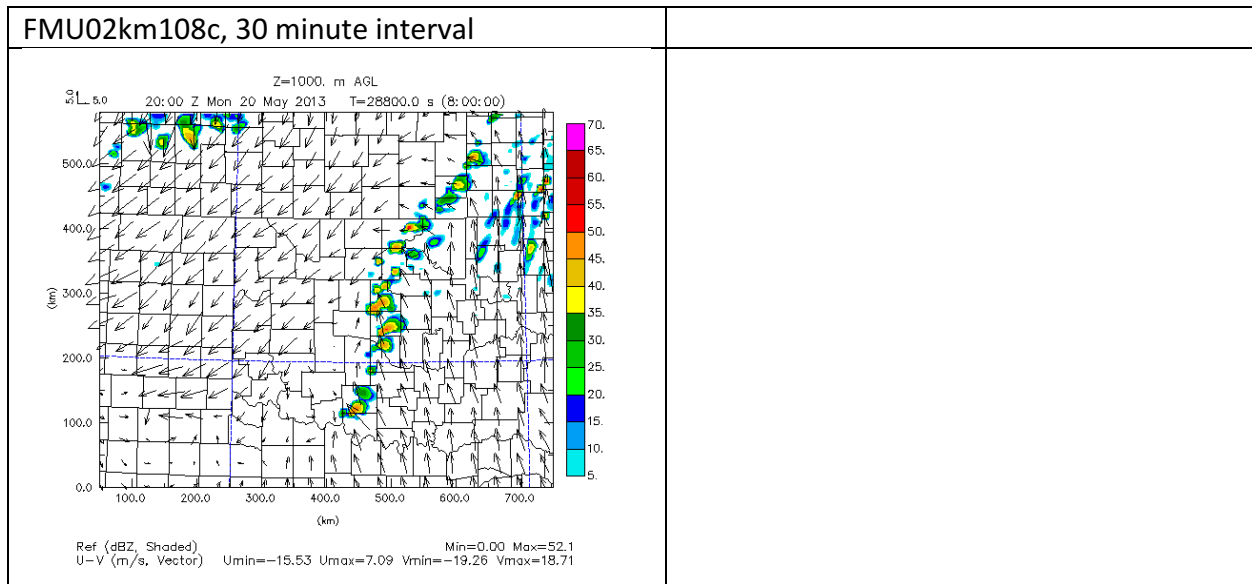 FMU02km108c, 30 minute interval
Z=1000. m AGL
5.0 5.0 20:00 Z Mon 20 May 2013 T=28800.0 s (8:00:00)
500.0
400.0
300.0
200.0
100.0
0.0
(km)
100.0 200.0 300.0 400.0 500.0 600.0 700.0
(km)
70.
65.
60.
55.
50.
45.
40.
35.
30.
25.
20.
15.
10.
5.
Ref (dBZ, Shaded) Min=0.00 Max=52.1
U-V (m/s, Vector) Umin=-15.53 Umax=7.09 Vmin=-19.26 Vmax=18.71